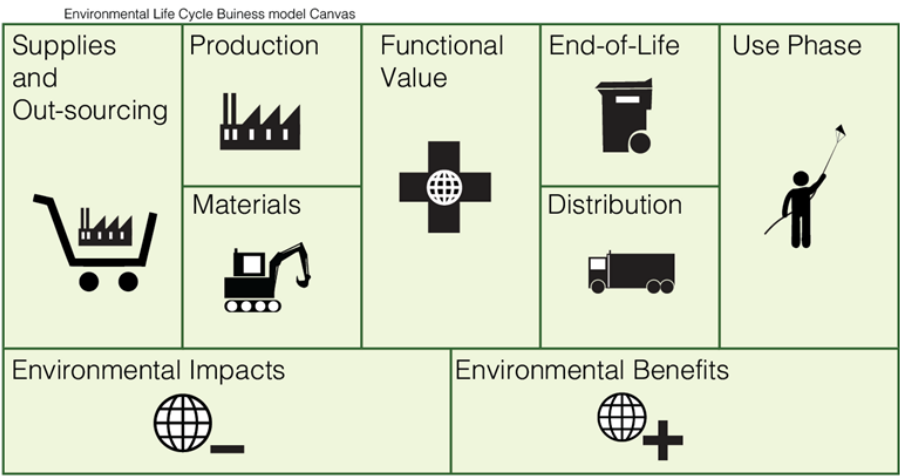 Environmental Life Cycle Buiness model Canvas
Supplies
and
Out-sourcing
Production
Materials
Functional
Value
End-of-Life
Distribution
Use Phase
Environmental Impacts
Environmental Benefits